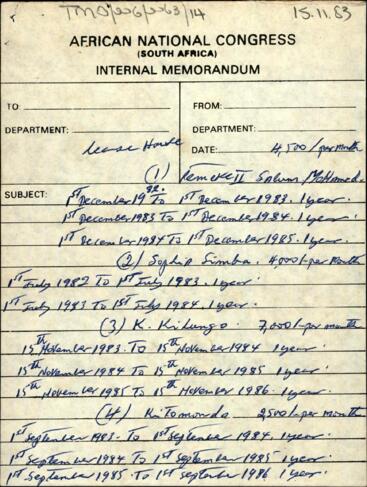 15.11.83
AFRICAN NATIONAL CONGRESS
(SOUTH AFRICA)
INTERNAL MEMORANDUM
TO:
FROM:
DEPARTMENT:
DEPARTMENT:
Lease House
DATE: 4,500/- per month
(1) Temeke II Salum Mohamed
SUBJECT:
1st December 1982 To 1st December 1983. 1 year.
1st December 1983 To 1st December 1984. 1 year.
1st December 1984 To 1st December 1985. 1 year.
(2) Sophia Simba. 4,000/- per Month
1st July 1982 To 1st July 1983. 1 year.
1st July 1983 To 1st July 1984. 1 year.
(3) K. Kihungo. 7,000/- per month
15th November 1983. To 15th November 1984 1 year.
15th November 1984 To 15th November 1985 1 year.
15th November 1985 To 15th November 1986. 1 year.
(4) Kitomondo 2500/- per month
1st September 1983. To 1st September 1984. 1 year.
1st September 1984 To 1st September 1985 1 year.
1st September 1985. To 1st September 1986 1 year.